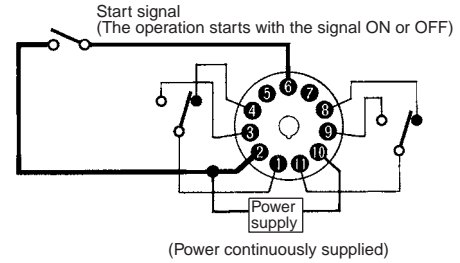 Start signal
(The operation starts with the signal ON or OFF)
6
5 7
4 8
3 9
2 10
1 11
Power
supply
(Power continuously supplied)